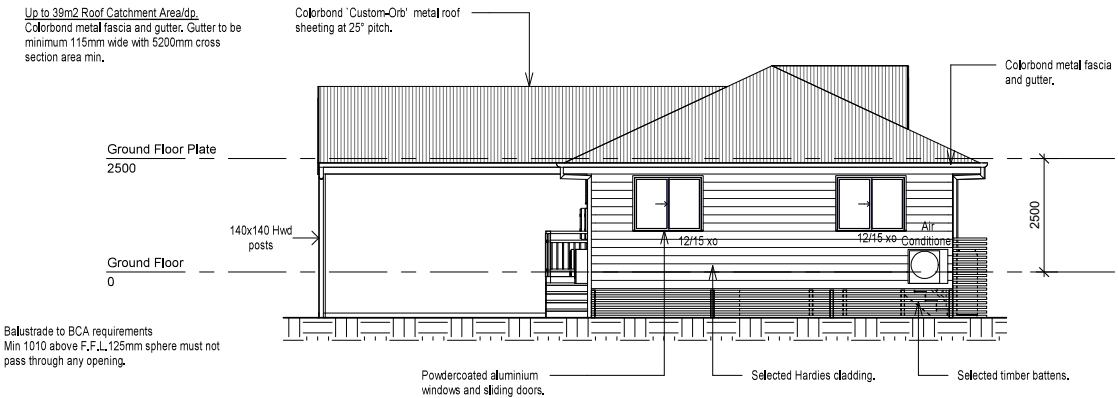 Up to 39m2 Roof Catchment Area/dp.
Colorbond metal fascia and gutter. Gutter to be
minimum 115mm wide with 5200mm cross
section area min.
Colorbond `Custom-Orb' metal roof
sheeting at 25° pitch.
Colorbond metal fascia
and gutter.
Ground Floor Plate
2500
140x140 Hwd
posts
12/15 xo
12/15 xo
Air
Conditione
2500
Ground Floor
0
Balustrade to BCA requirements
Min 1010 above F.F.L.125mm sphere must not
pass through any opening.
Powdercoated aluminium
windows and sliding doors.
Selected Hardies cladding.
Selected timber battens.